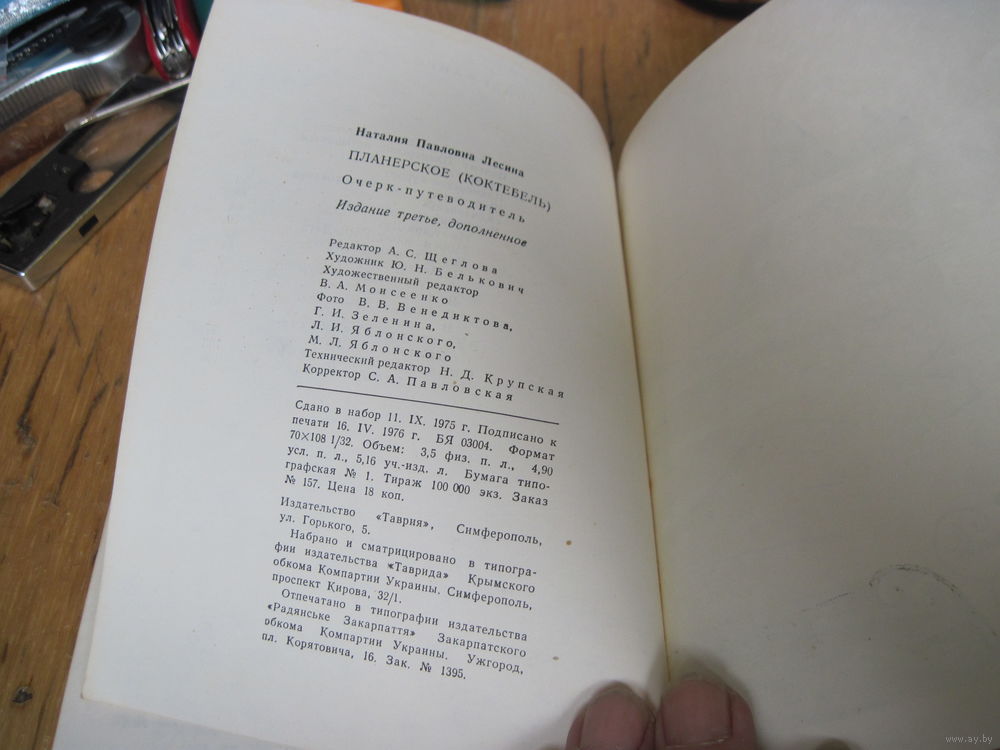 Наталия Павловна Лесина
ПЛАНЕРСКОЕ (КОКТЕБЕЛЬ)
Очерк-путеводитель
Издание третье, дополненное
Редактор А. С. Щеглова
Художник Ю. Н. Белькович
Художественный редактор
В. А. Моисеенко
Фото В. В. Венедиктова,
Г. И. Зеленина,
Л. И. Яблонского,
М. Л. Яблонского
Технический редактор Н. Д. Крупская
Корректор С. А. Павловская
Сдано в набор 11. IX. 1975 г. Подписано к
печати 16. IV. 1976 г. БЯ 03004. Формат
70×108 1/32. Объем: 3,5 физ. п. л., 4,90
усл. п. л., 5,16 уч.-изд. л. Бумага типо-
графская № 1. Тираж 100 000 экз. Заказ
№ 157. Цена 18 коп.
Издательство «Таврия», Симферополь,
ул. Горького, 5.
Набрано и сматрицировано в типогра-
фии издательства «Таврида» Крымского
обкома Компартии Украины. Симферополь,
проспект Кирова, 32/1.
Отпечатано в типографии издательства
«Радянське Закарпаття» Закарпатского
обкома Компартии Украины. Ужгород,
пл. Корятовича, 16. Зак. № 1395.
www.ay.by